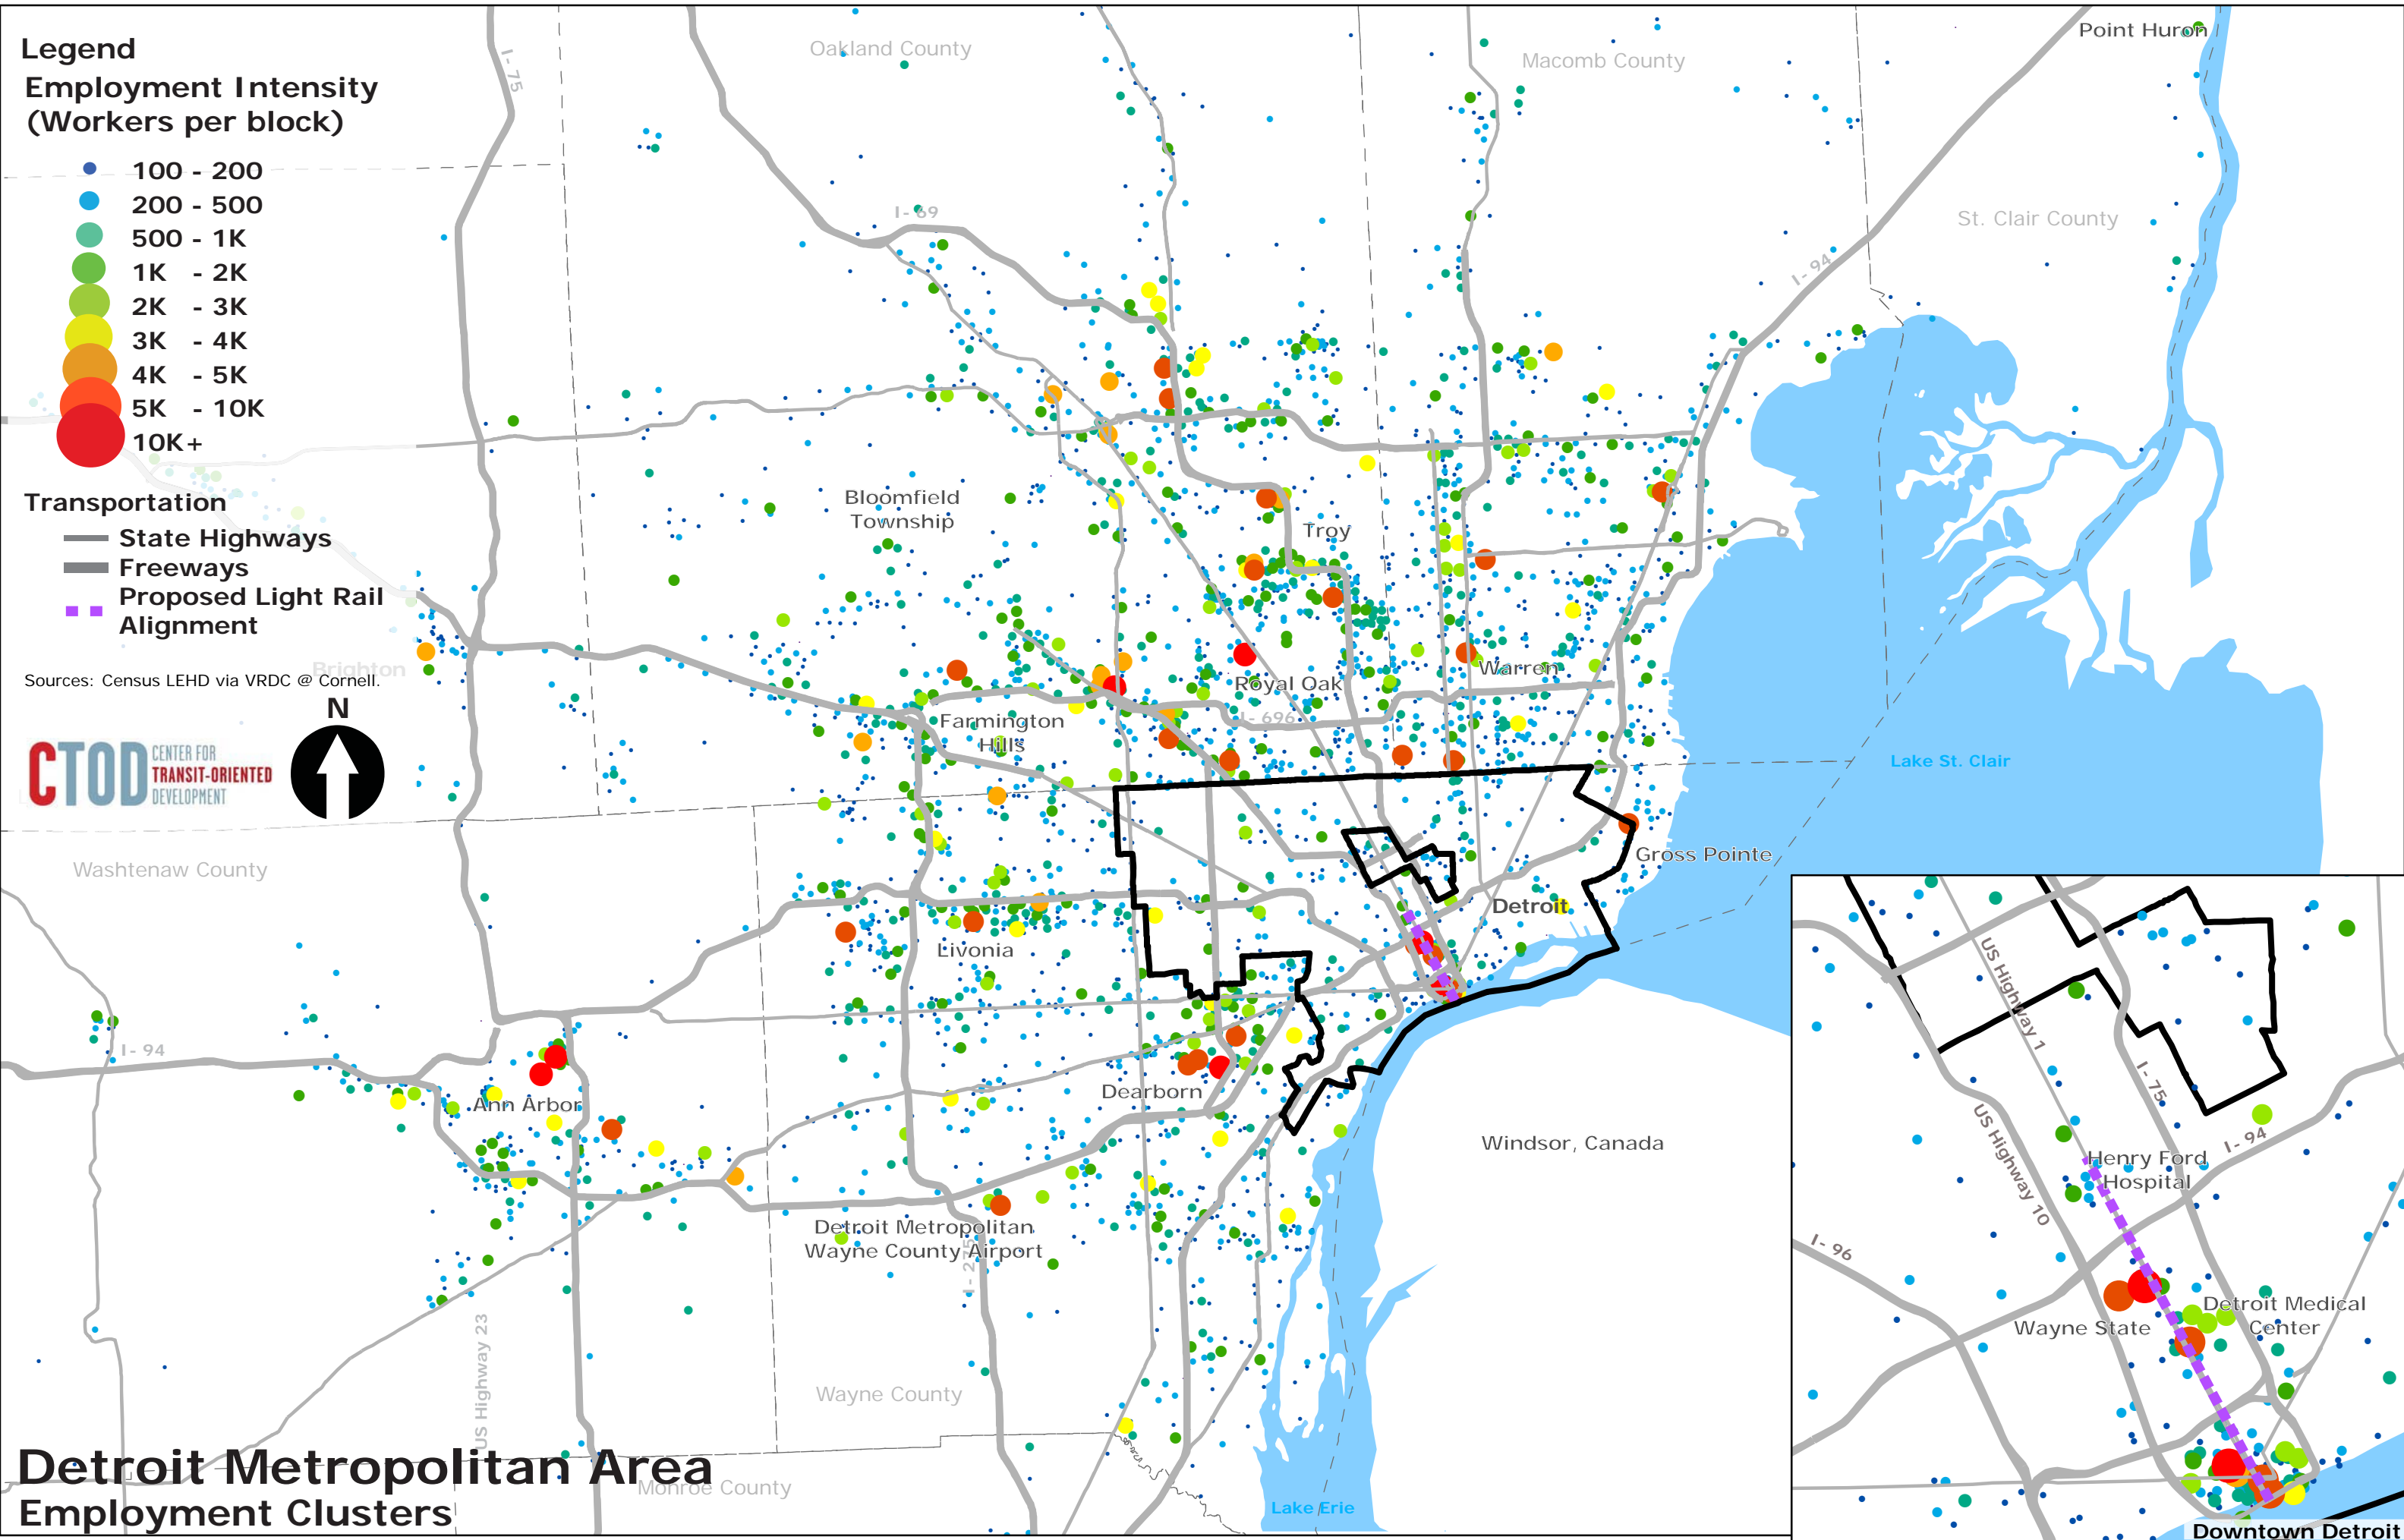 Legend
Employment Intensity
(Workers per block)
100 - 200
200 - 500
500 - 1K
1K - 2K
2K - 3K
3K - 4K
4K - 5K
5K - 10K
10K+
Transportation
State Highways
Freeways
Proposed Light Rail
Alignment
Brighton
Sources: Census LEHD via VRDC @ Cornell.
N
CTOD
CENTER FOR
TRANSIT-ORIENTED
DEVELOPMENT
I-75
Oakland County
Macomb County
Point Huron
I-69
St. Clair County
I-94
Bloomfield
Township
Troy
Warren
Royal Oak
I-696
Farmington
Hills
Lake St. Clair
Washtenaw County
Gross Pointe
Detroit
Livonia
I-94
Ann Arbor
Dearborn
Windsor, Canada
Detroit Metropolitan
Wayne County Airport
I-275
US Highway 23
Wayne County
Monroe County
Lake Erie
Detroit Metropolitan Area
Employment Clusters
US Highway 1
I-75
US Highway 10
I-94
Henry Ford
Hospital
I-96
Detroit Medical
Center
Wayne State
Downtown Detroit